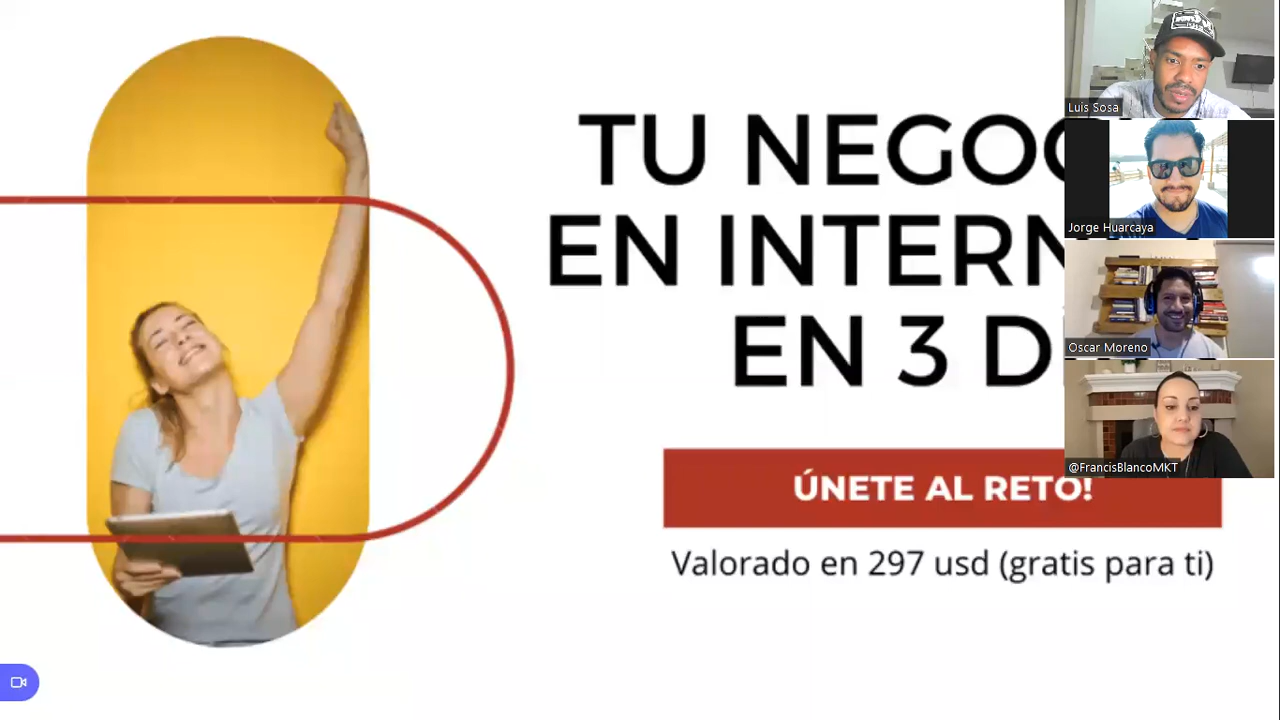 TU NEGOC
EN INTERN
EN 3 D
ÚNETE AL RETO!
Valorado en 297 usd (gratis para ti)
Luis Sosa
Jorge Huarcaya
Oscar Moreno
@FrancisBlancoMKT